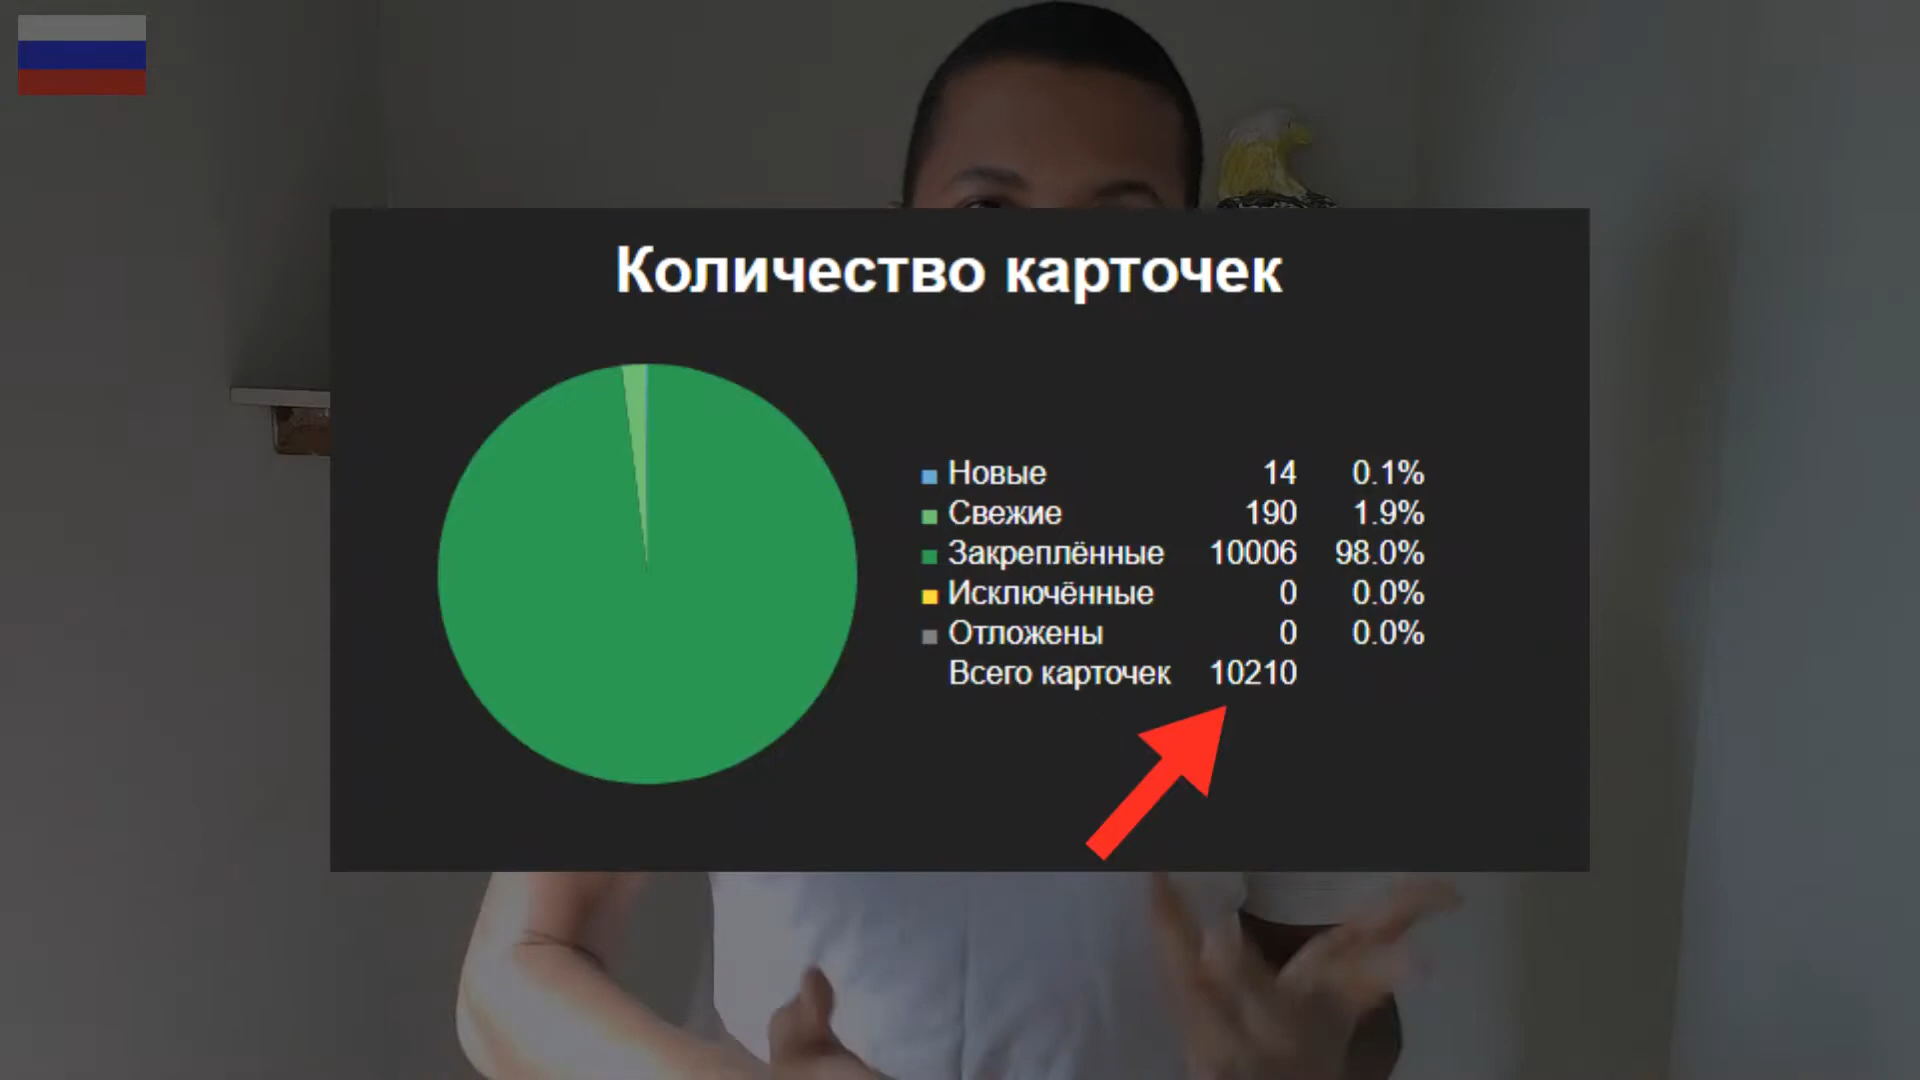 Количество карточек
Новые 14 0.1%
Свежие 190 1.9%
Закреплённые 10006 98.0%
Исключённые 0 0.0%
Отложены 0 0.0%
Всего карточек 10210